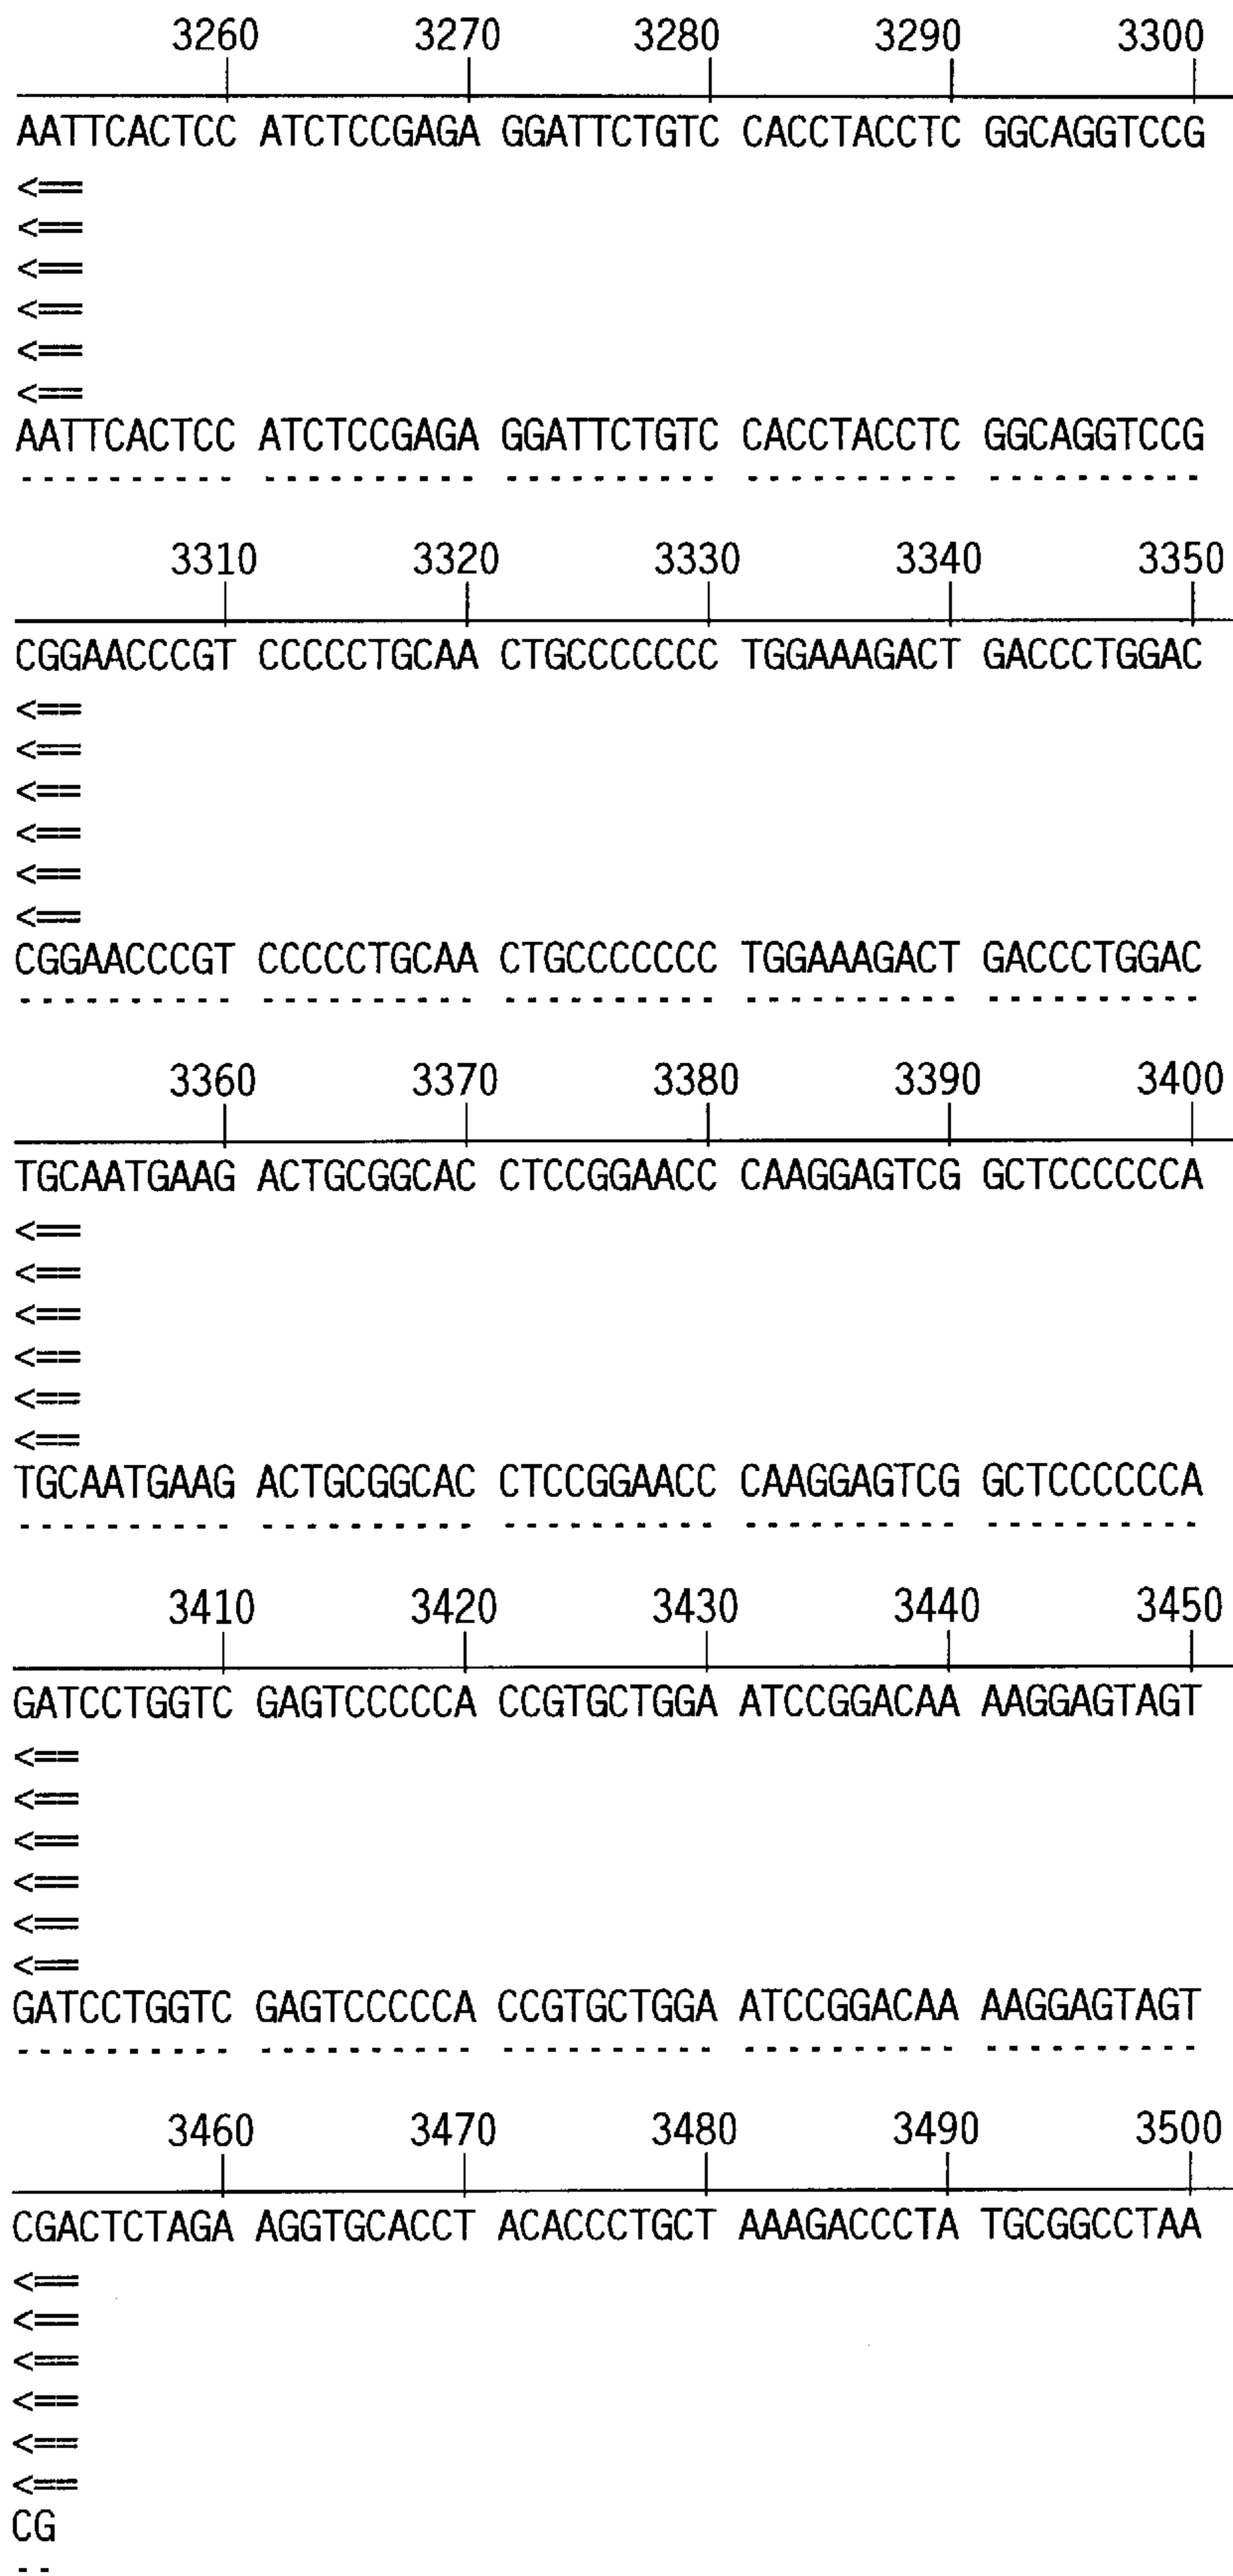 3260 3270 3280 3290 3300
AATTCACTCC ATCTCCGAGA GGATTCTGTC CACCTACCTC GGCAGGTCCG
<==
<==
<==
<==
<==
<==
AATTCACTCC ATCTCCGAGA GGATTCTGTC CACCTACCTC GGCAGGTCCG
- - - - - - - - - - - - - - - - - - - - - - - - - - - - - - - - - - - - - - - - - - - - - - - - - -
3310 3320 3330 3340 3350
CGGAACCCGT CCCCCTGCAA CTGCCCCCCC TGGAAAGACT GACCCTGGAC
<==
<==
<==
<==
<==
<==
CGGAACCCGT CCCCCTGCAA CTGCCCCCCC TGGAAAGACT GACCCTGGAC
- - - - - - - - - - - - - - - - - - - - - - - - - - - - - - - - - - - - - - - - - - - - - - - - - -
3360 3370 3380 3390 3400
TGCAATGAAG ACTGCGGCAC CTCCGGAACC CAAGGAGTCG GCTCCCCCCA
<==
<==
<==
<==
<==
<==
TGCAATGAAG ACTGCGGCAC CTCCGGAACC CAAGGAGTCG GCTCCCCCCA
- - - - - - - - - - - - - - - - - - - - - - - - - - - - - - - - - - - - - - - - - - - - - - - - - -
3410 3420 3430 3440 3450
GATCCTGGTC GAGTCCCCCA CCGTGCTGGA ATCCGGACAA AAGGAGTAGT
<==
<==
<==
<==
<==
<==
GATCCTGGTC GAGTCCCCCA CCGTGCTGGA ATCCGGACAA AAGGAGTAGT
- - - - - - - - - - - - - - - - - - - - - - - - - - - - - - - - - - - - - - - - - - - - - - - - - -
3460 3470 3480 3490 3500
CGACTCTAGA AGGTGCACCT ACACCCTGCT AAAGACCCTA TGCGGCCTAA
<==
<==
<==
<==
<==
<==
CG
- -